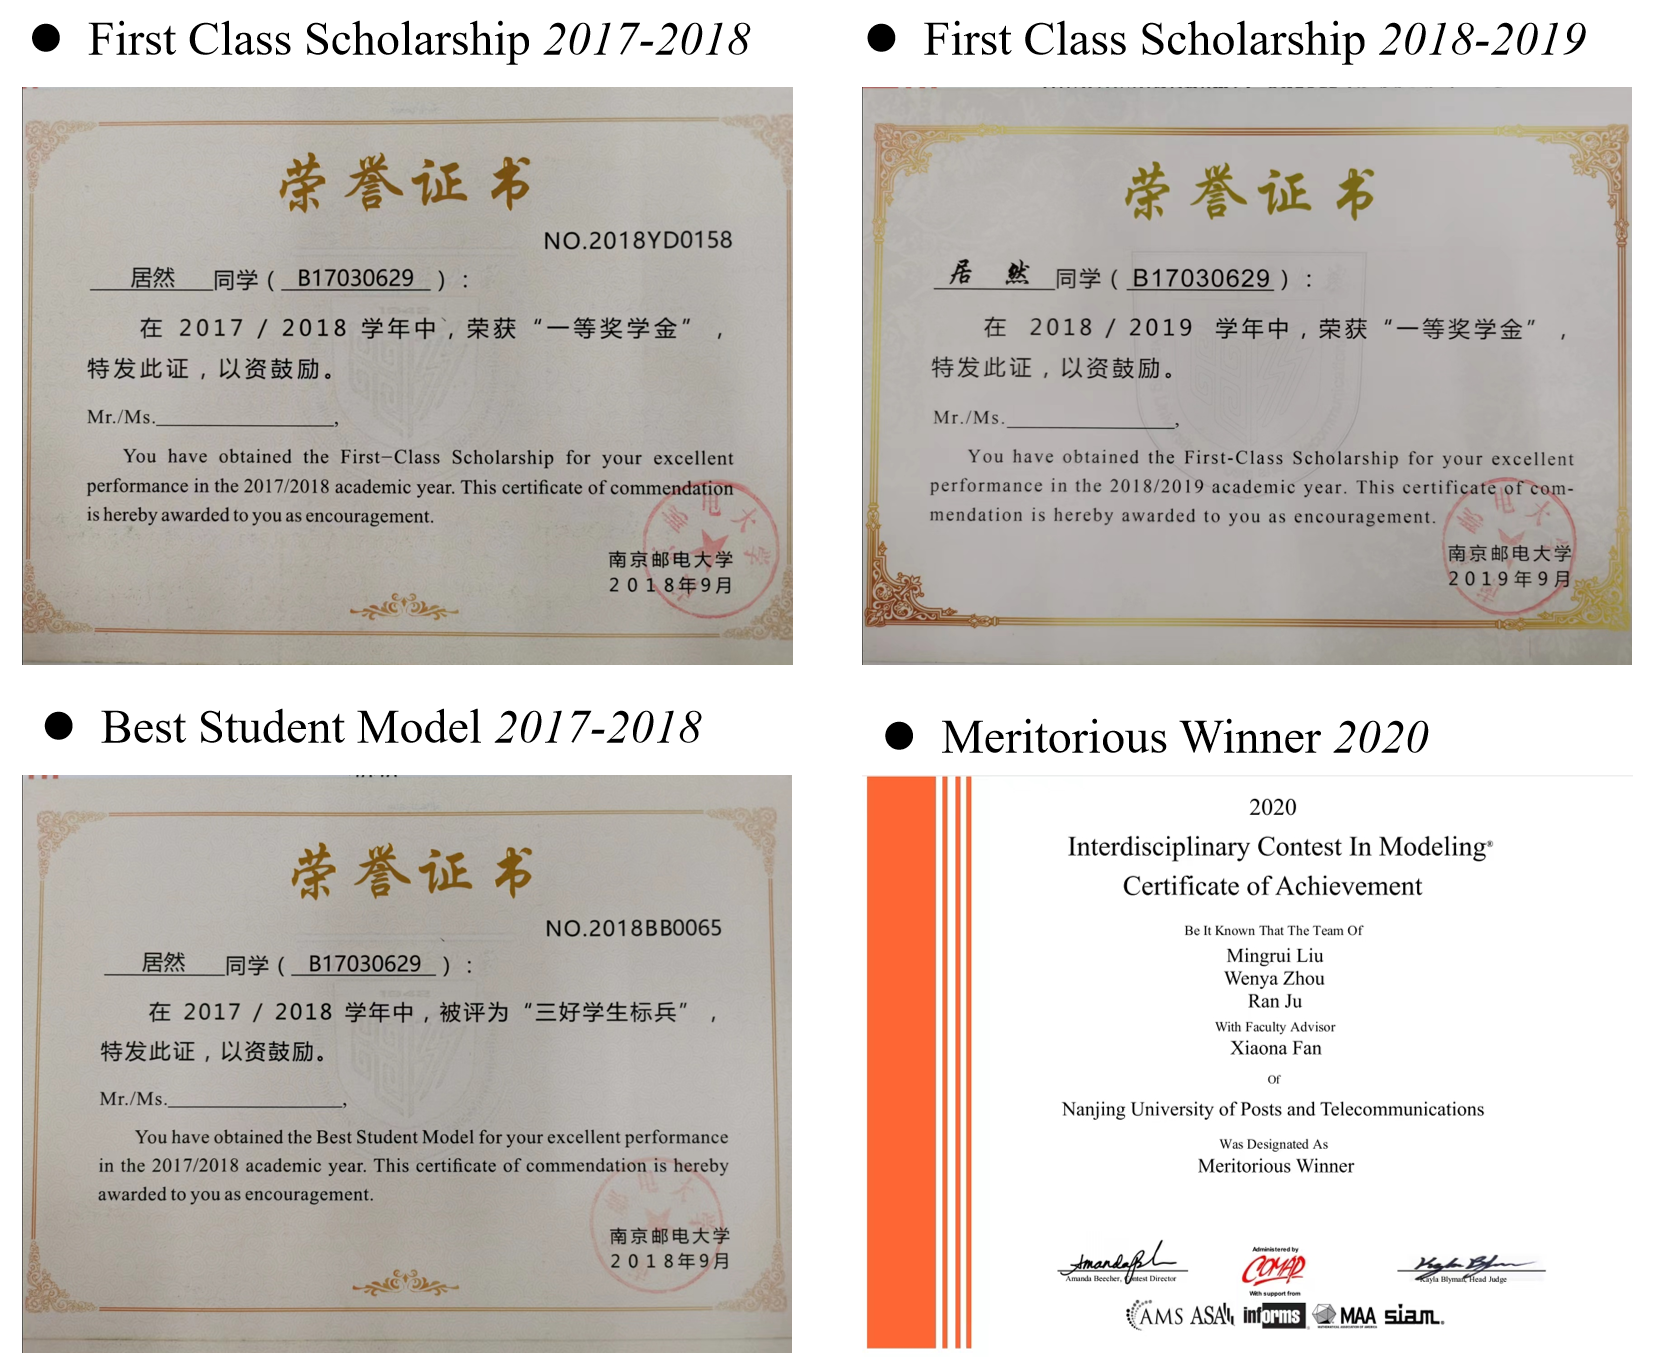 ● First Class Scholarship 2017-2018
荣誉证书
NO.2018YD0158
居然 同学（ B17030629 ）：
在 2017 / 2018 学年中，荣获“一等奖学金”，
特发此证，以资鼓励。
Mr./Ms.________________,
You have obtained the First–Class Scholarship for your excellent
performance in the 2017/2018 academic year. This certificate of commendation
is hereby awarded to you as encouragement.
南京邮电大学
2018年9月
● First Class Scholarship 2018-2019
荣誉证书
居 然 同学（ B17030629 ）：
在 2018 / 2019 学年中，荣获“一等奖学金”，
特发此证，以资鼓励。
Mr./Ms.________________,
You have obtained the First-Class Scholarship for your excellent
performance in the 2018/2019 academic year. This certificate of com-
mendation is hereby awarded to you as encouragement.
南京邮电大学
2019年9月
● Best Student Model 2017-2018
荣誉证书
NO.2018BB0065
居然 同学（ B17030629 ）：
在 2017 / 2018 学年中，被评为“三好学生标兵”，
特发此证，以资鼓励。
Mr./Ms.________________,
You have obtained the Best Student Model for your excellent performance
in the 2017/2018 academic year. This certificate of commendation is hereby
awarded to you as encouragement.
南京邮电大学
2018年9月
● Meritorious Winner 2020
2020
Interdisciplinary Contest In Modeling®
Certificate of Achievement
Be It Known That The Team Of
Mingrui Liu
Wenya Zhou
Ran Ju
With Faculty Advisor
Xiaona Fan
Of
Nanjing University of Posts and Telecommunications
Was Designated As
Meritorious Winner
Amanda Beecher, Contest Director
Administered by
COMAP
With support from
Kayla Blyman, Head Judge
AMS ASA informs MAA siam.